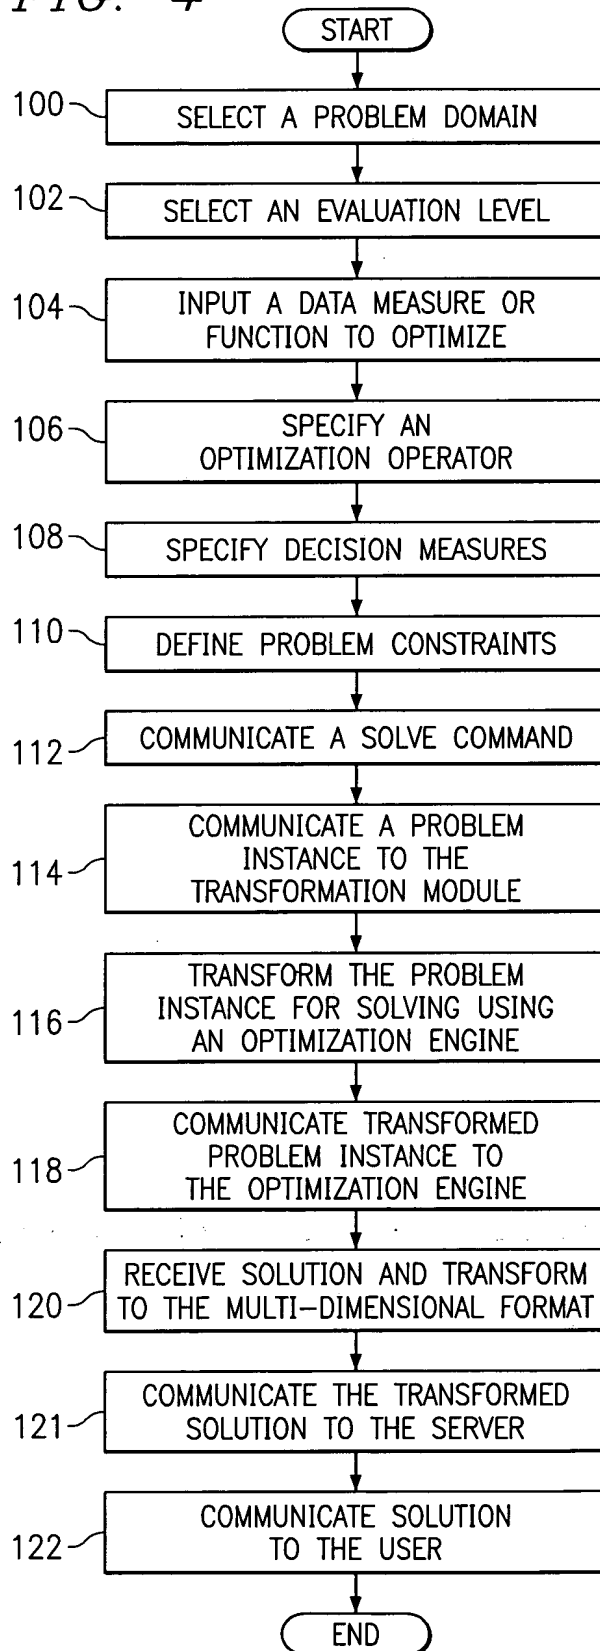 FIG. 4
START
100
SELECT A PROBLEM DOMAIN
102
SELECT AN EVALUATION LEVEL
104
INPUT A DATA MEASURE OR
FUNCTION TO OPTIMIZE
106
SPECIFY AN
OPTIMIZATION OPERATOR
108
SPECIFY DECISION MEASURES
110
DEFINE PROBLEM CONSTRAINTS
112
COMMUNICATE A SOLVE COMMAND
114
COMMUNICATE A PROBLEM
INSTANCE TO THE
TRANSFORMATION MODULE
116
TRANSFORM THE PROBLEM
INSTANCE FOR SOLVING USING
AN OPTIMIZATION ENGINE
118
COMMUNICATE TRANSFORMED
PROBLEM INSTANCE TO
THE OPTIMIZATION ENGINE
120
RECEIVE SOLUTION AND TRANSFORM
TO THE MULTI-DIMENSIONAL FORMAT
121
COMMUNICATE THE TRANSFORMED
SOLUTION TO THE SERVER
122
COMMUNICATE SOLUTION
TO THE USER
END